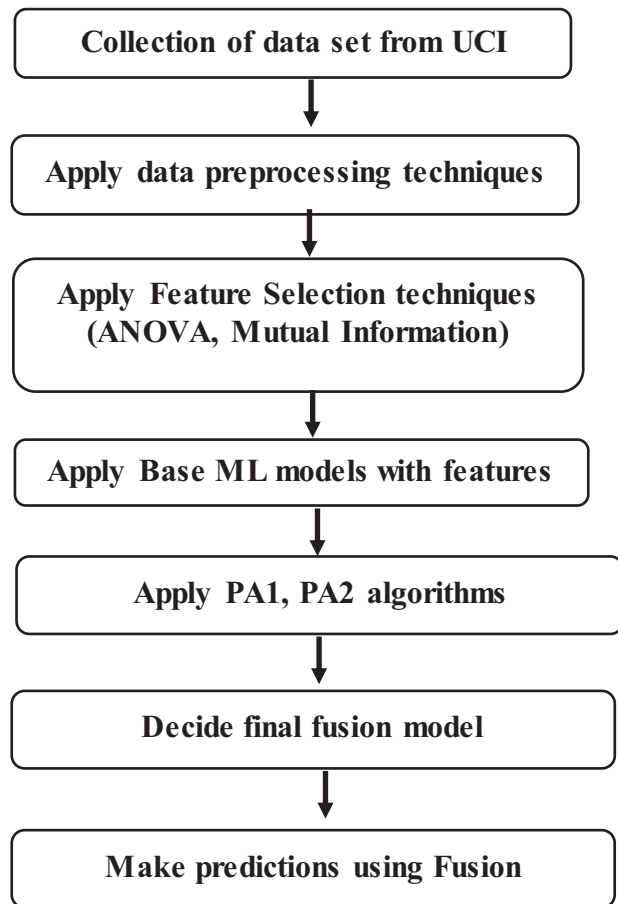 Collection of data set from UCI
Apply data preprocessing techniques
Apply Feature Selection techniques
(ANOVA, Mutual Information)
Apply Base ML models with features
Apply PA1, PA2 algorithms
Decide final fusion model
Make predictions using Fusion